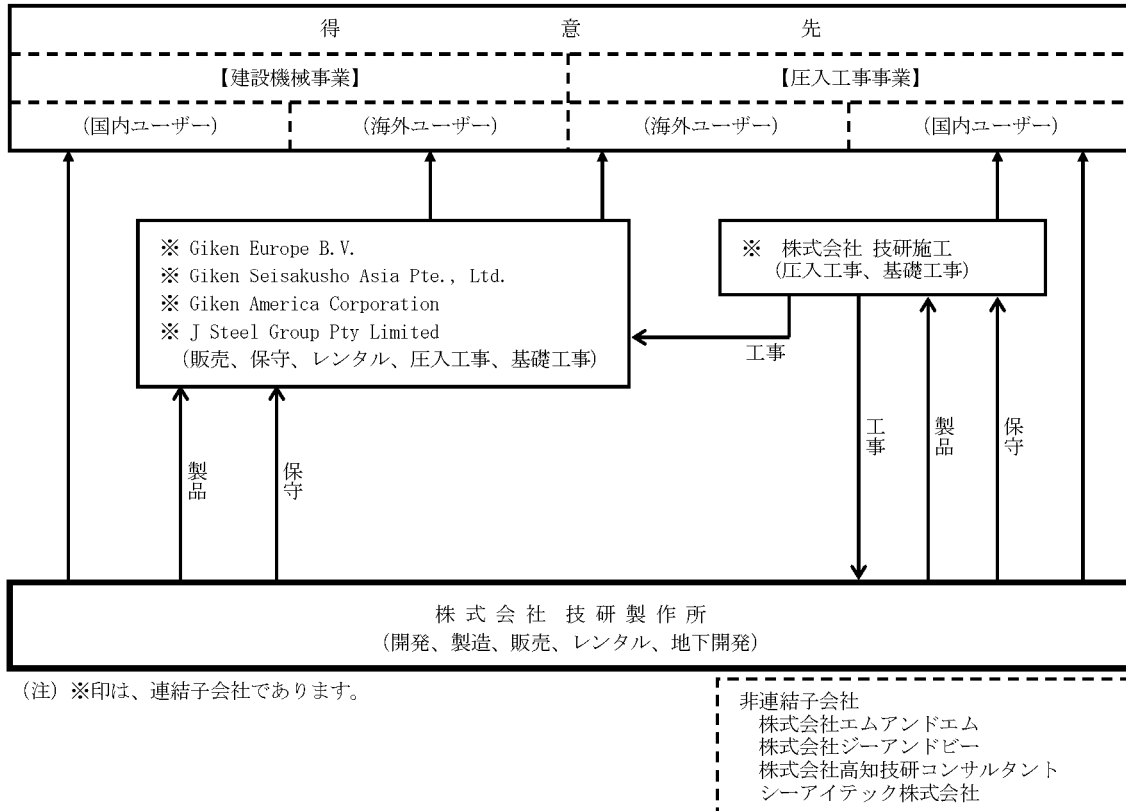 得 意 先
【建設機械事業】 【圧入工事事業】
(国内ユーザー) (海外ユーザー) (海外ユーザー) (国内ユーザー)
※ Giken Europe B.V.
※ Giken Seisakusho Asia Pte., Ltd.
※ Giken America Corporation
※ J Steel Group Pty Limited
(販売、保守、レンタル、圧入工事、基礎工事)
※ 株式会社 技研施工
(圧入工事、基礎工事)
工事
製品
保守
工事
製品
保守
株 式 会 社 技 研 製 作 所
(開発、製造、販売、レンタル、地下開発)
(注) ※印は、連結子会社であります。
非連結子会社
株式会社エムアンドエム
株式会社ジーアンドビー
株式会社高知技研コンサルタント
シーアイテック株式会社